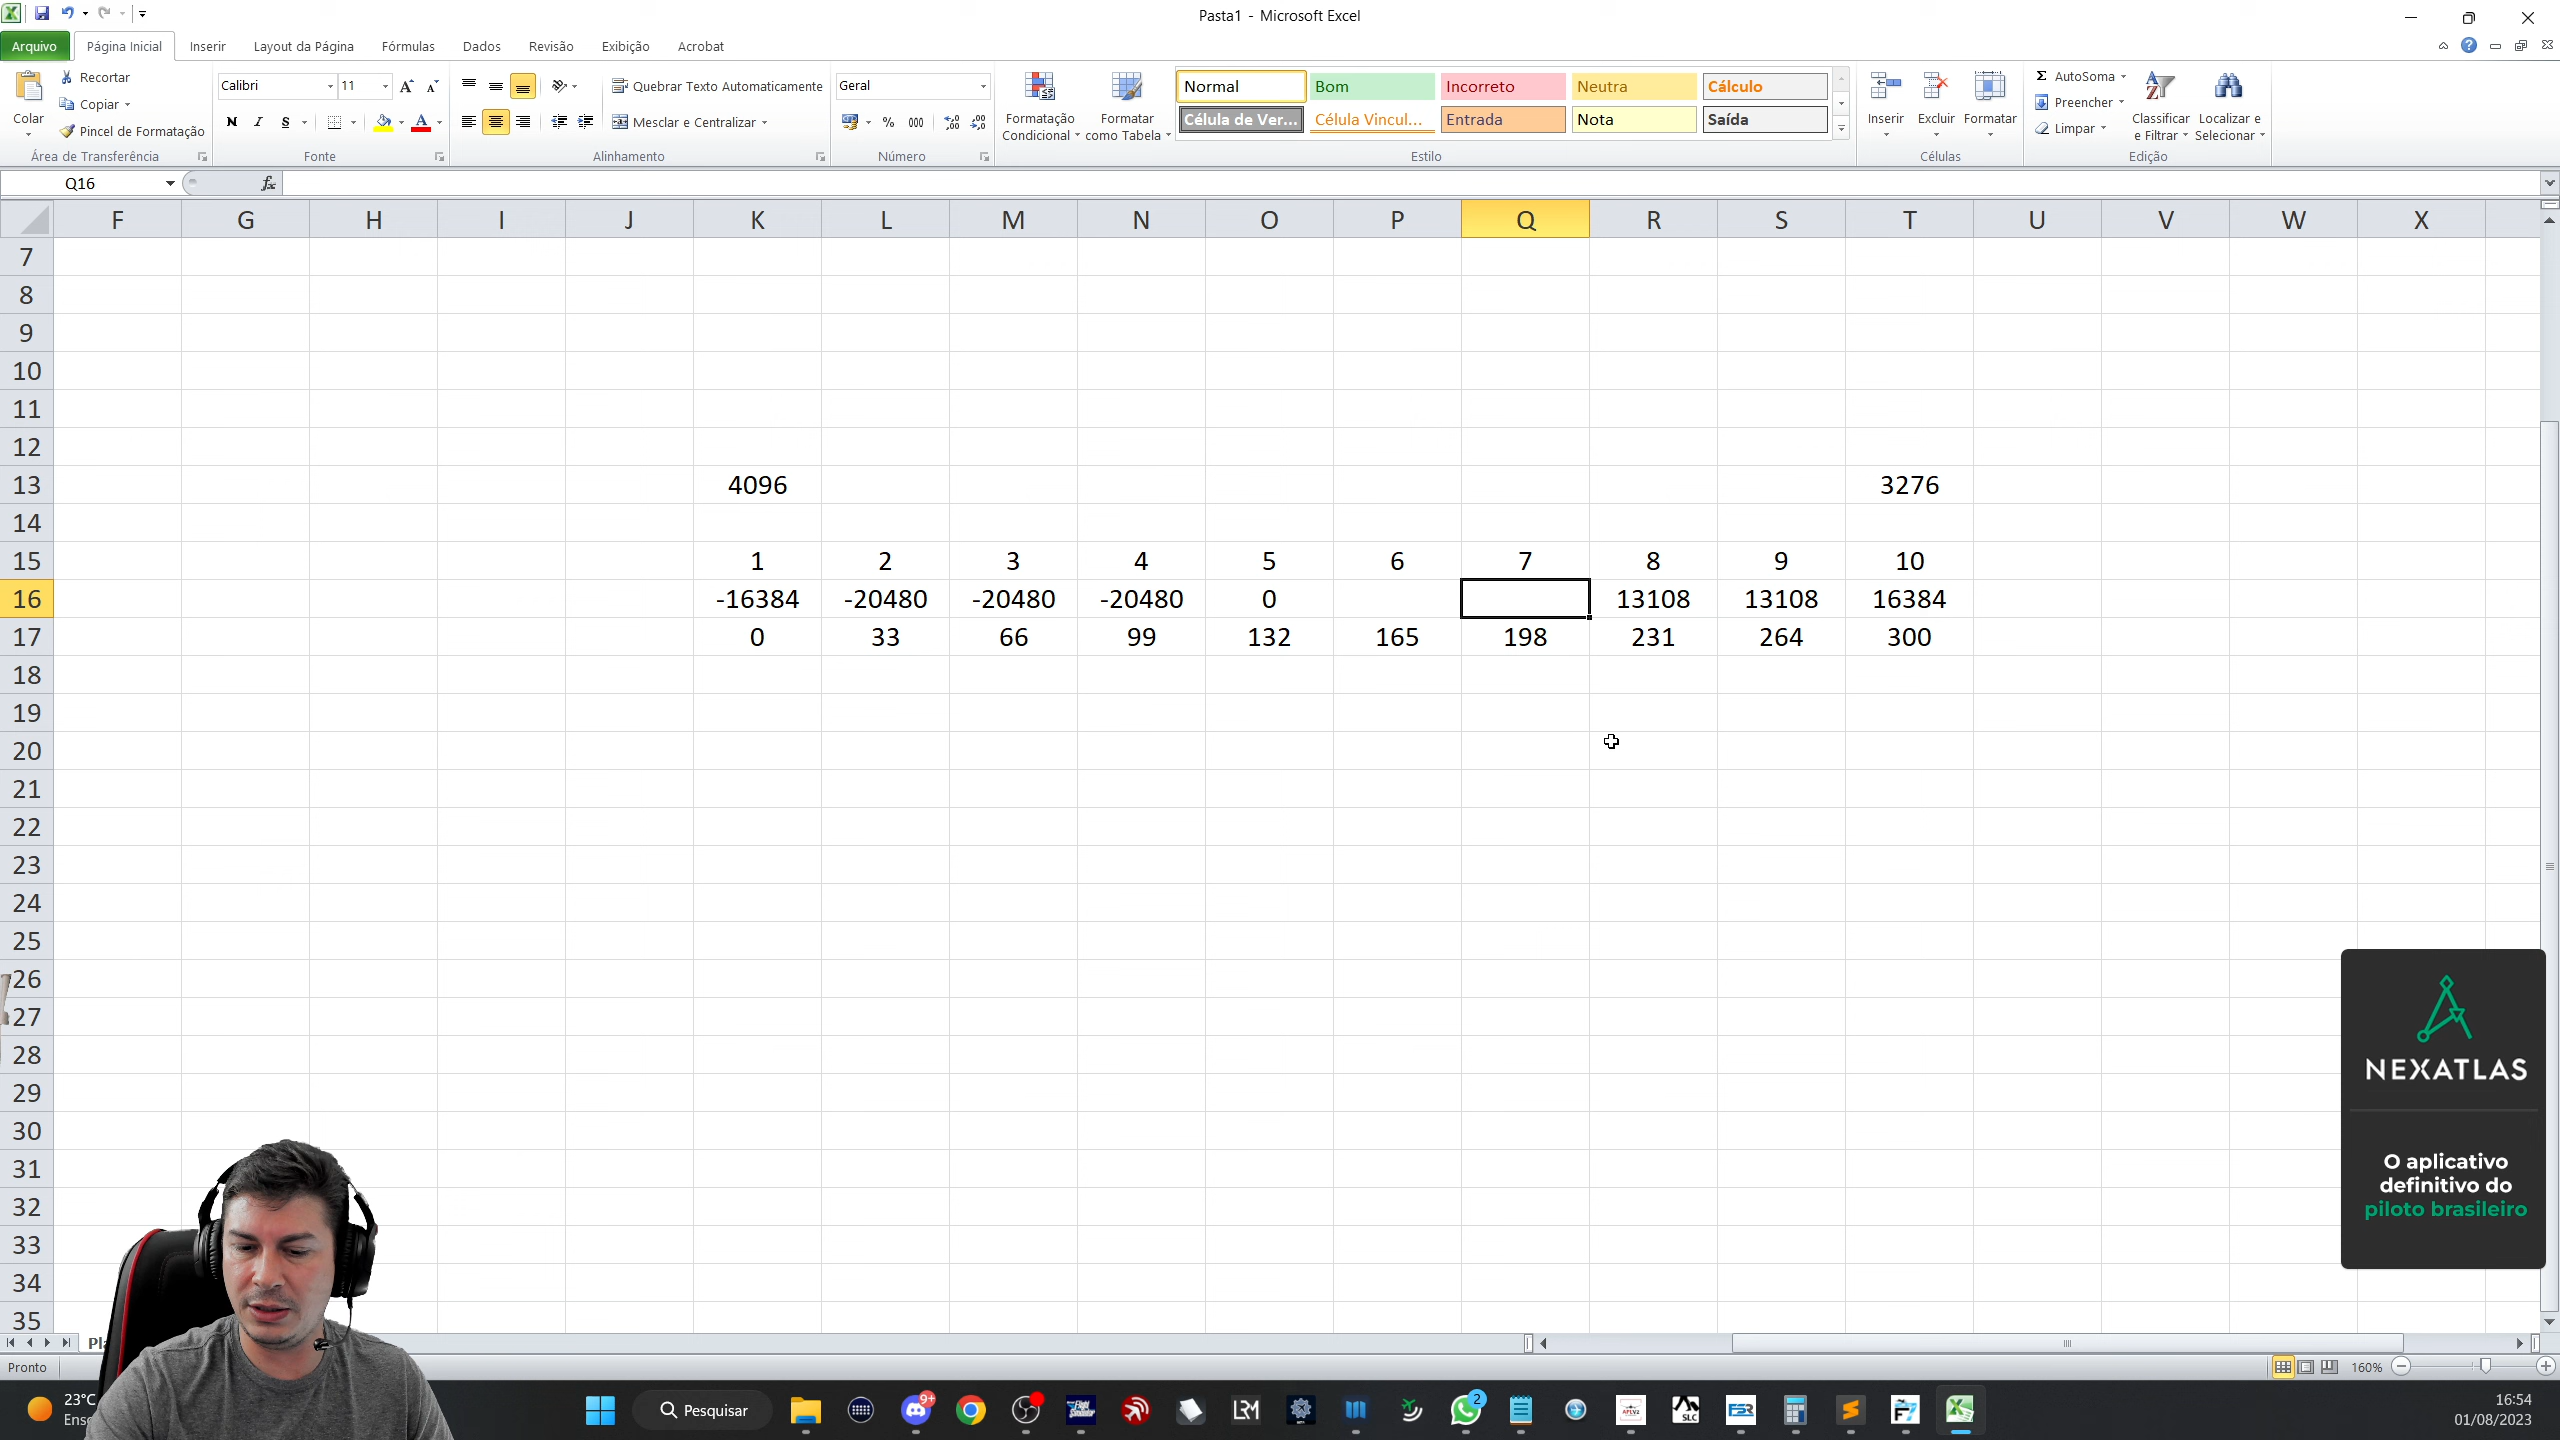 Pasta1 - Microsoft Excel
Arquivo Página Inicial Inserir Layout da Página Fórmulas Dados Revisão Exibição Acrobat
Colar
Recortar
Copiar
Pincel de Formatação
Área de Transferência
Calibri 11
N I S
Fonte
Quebrar Texto Automaticamente
Mesclar e Centralizar
Alinhamento
Geral
% 000
Número
Formatação Condicional
Formatar como Tabela
Normal Bom Incorreto Neutra Cálculo
Célula de Ver... Célula Vincul... Entrada Nota Saída
Estilo
Inserir Excluir Formatar
Células
Σ AutoSoma
Preencher
Limpar
Classificar e Filtrar
Localizar e Selecionar
Edição
Q16 fx
F G H I J K L M N O P Q R S T U V W X
7
8
9
10
11
12
13 4096 3276
14
15 1 2 3 4 5 6 7 8 9 10
16 -16384 -20480 -20480 -20480 0 13108 13108 16384
17 0 33 66 99 132 165 198 231 264 300
18
19
20
21
22
23
24
25
26
27
28
29
30
31
32
33
34
35
NEXATLAS
O aplicativo
definitivo do
piloto brasileiro
Pronto 160%
23°C
Pesquisar
9+
LRM
2
SLC
FSR
16:54
01/08/2023